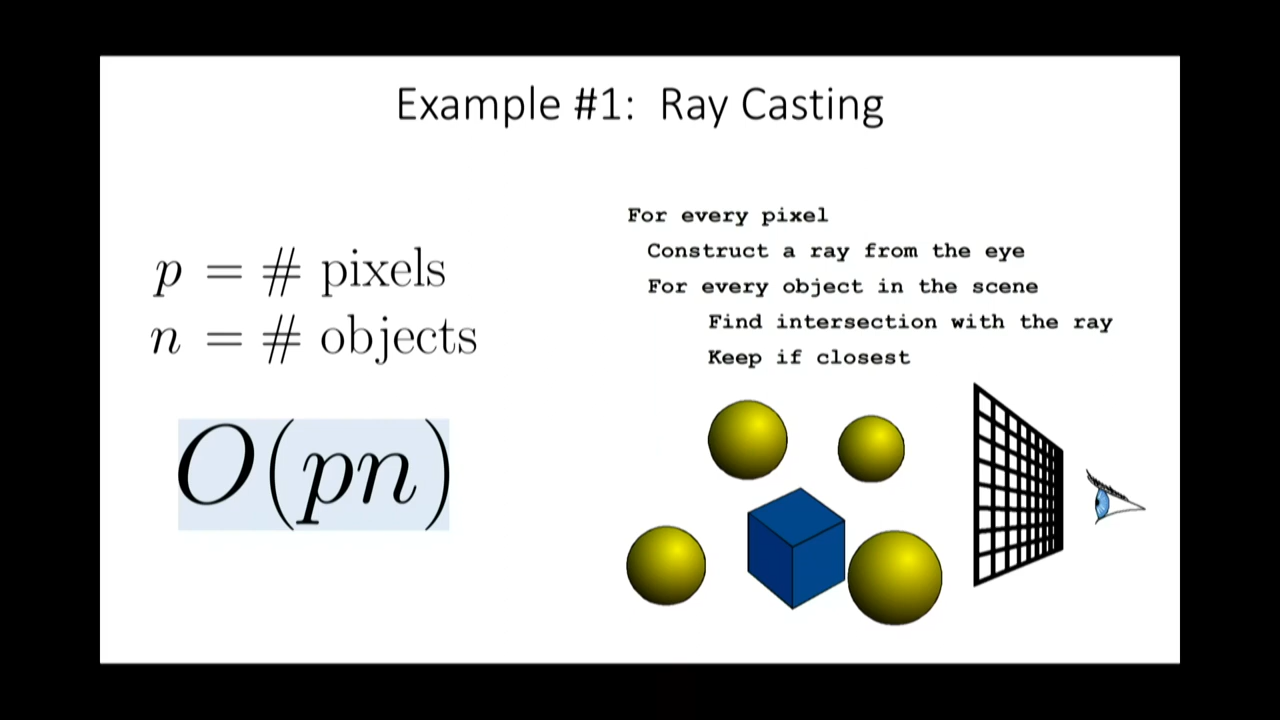 Example #1: Ray Casting
p = # pixels
n = # objects
O(pn)
For every pixel
Construct a ray from the eye
For every object in the scene
Find intersection with the ray
Keep if closest